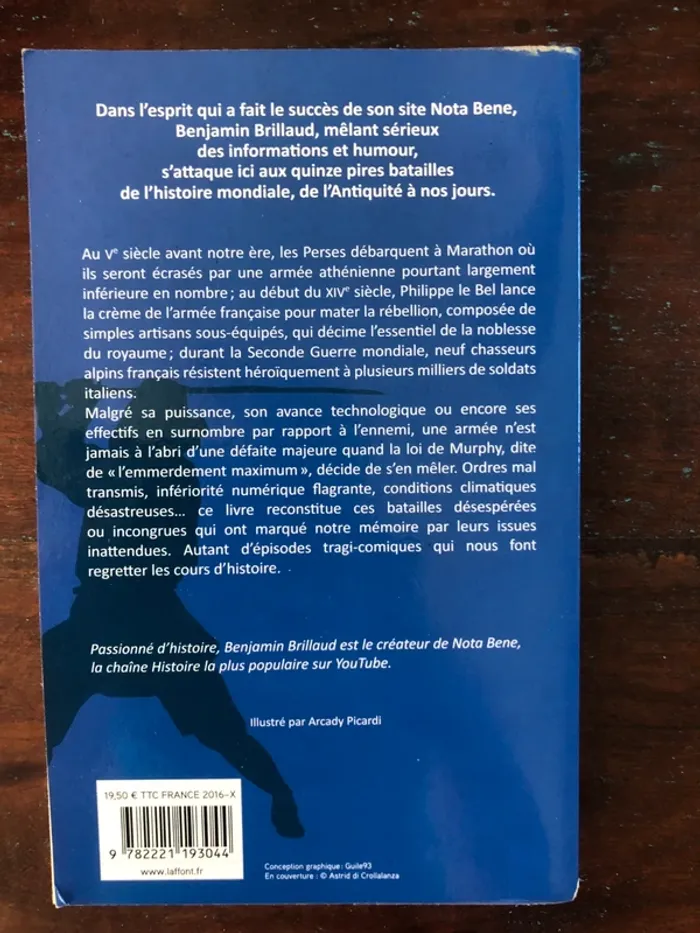 Dans l'esprit qui a fait le succès de son site Nota Bene,
Benjamin Brillaud, mêlant sérieux
des informations et humour,
s'attaque ici aux quinze pires batailles
de l'histoire mondiale, de l'Antiquité à nos jours.
Au Ve siècle avant notre ère, les Perses débarquent à Marathon où
ils seront écrasés par une armée athénienne pourtant largement
inférieure en nombre ; au début du XIVe siècle, Philippe le Bel lance
la crème de l'armée française pour mater la rébellion, composée de
simples artisans sous-équipés, qui décime l'essentiel de la noblesse
du royaume ; durant la Seconde Guerre mondiale, neuf chasseurs
alpins français résistent héroïquement à plusieurs milliers de soldats
italiens.
Malgré sa puissance, son avance technologique ou encore ses
effectifs en surnombre par rapport à l'ennemi, une armée n'est
jamais à l'abri d'une défaite majeure quand la loi de Murphy, dite
de « l'emmerdement maximum », décide de s'en mêler. Ordres mal
transmis, infériorité numérique flagrante, conditions climatiques
désastreuses... ce livre reconstitue ces batailles désespérées
ou incongrues qui ont marqué notre mémoire par leurs issues
inattendues. Autant d'épisodes tragi-comiques qui nous font
regretter les cours d'histoire.
Passionné d'histoire, Benjamin Brillaud est le créateur de Nota Bene,
la chaîne Histoire la plus populaire sur YouTube.
Illustré par Arcady Picardi
19,50 € TTC FRANCE 2016-X
9 782221 193044
www.laffont.fr
Conception graphique : Guile93
En couverture : © Astrid di Crollalanza